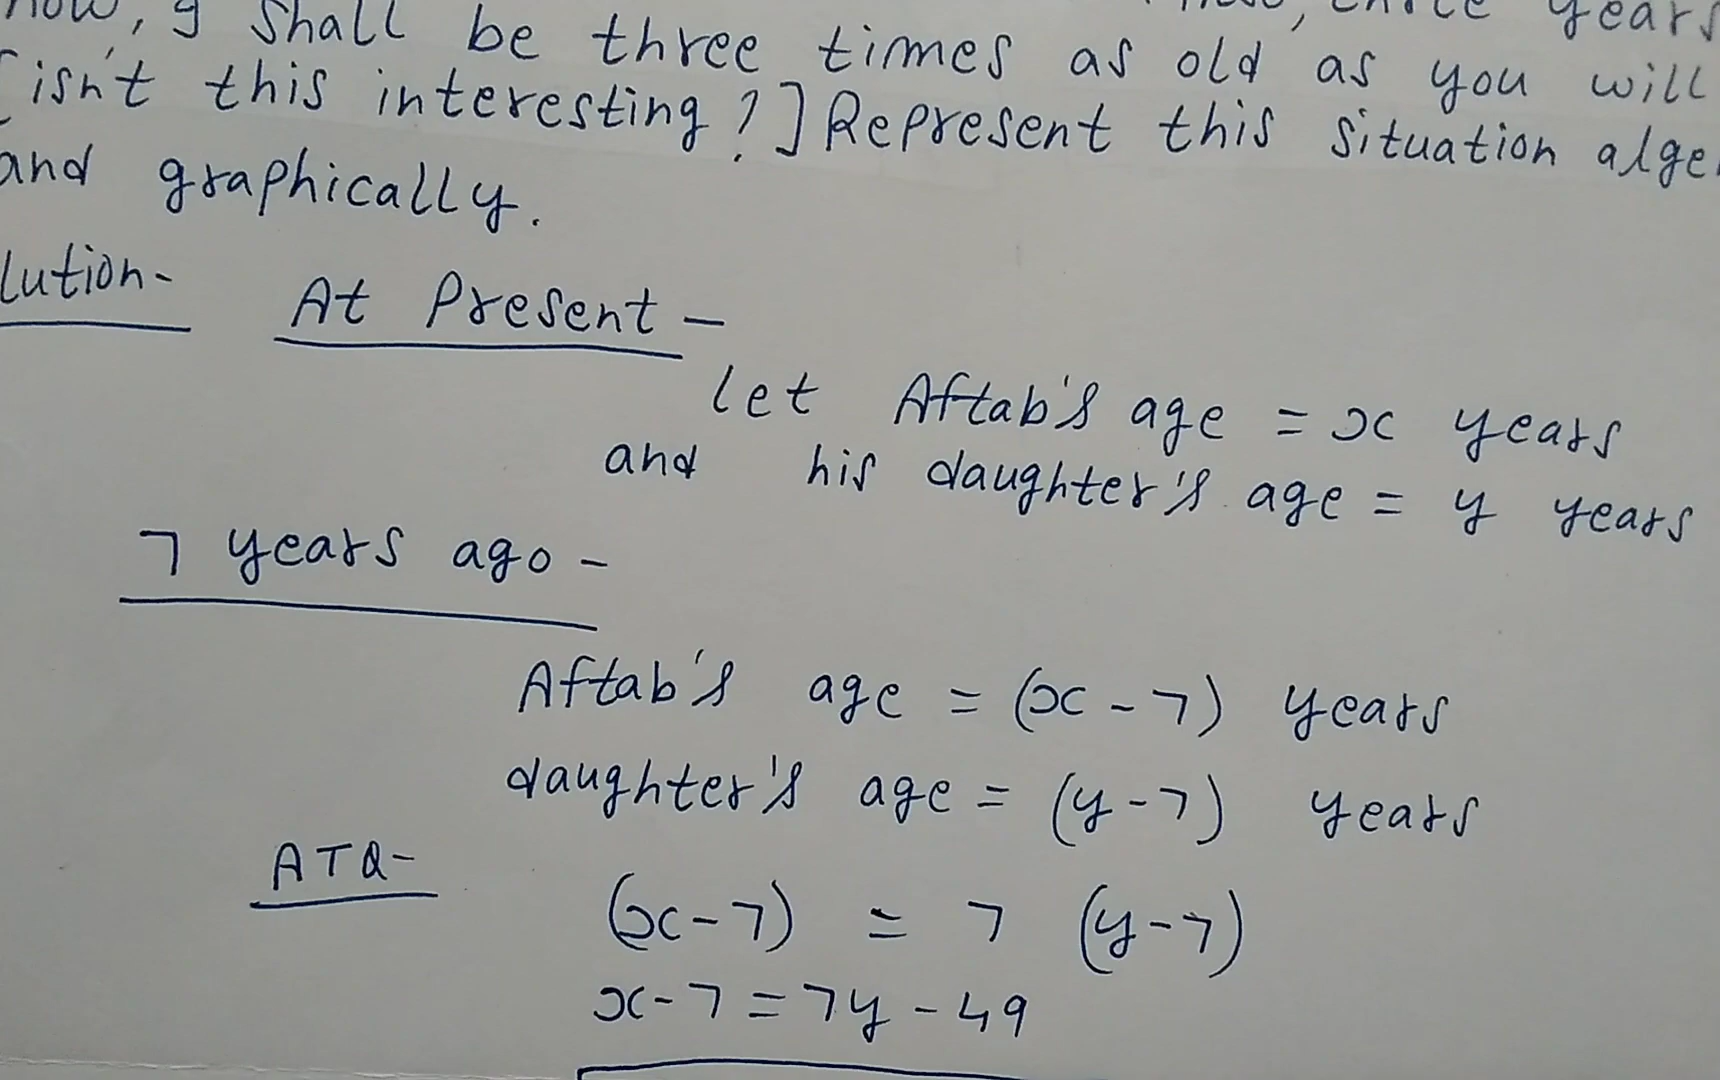 now, I shall be three times as old as you will
[isn't this interesting?] Represent this situation alge
and graphically.
lution-
At Present -
let Aftab's age = x years
and his daughter's age = y years
7 years ago -
Aftab's age = (x - 7) years
daughter's age = (y - 7) years
ATQ-
(x - 7) = 7 (y - 7)
x - 7 = 7y - 49